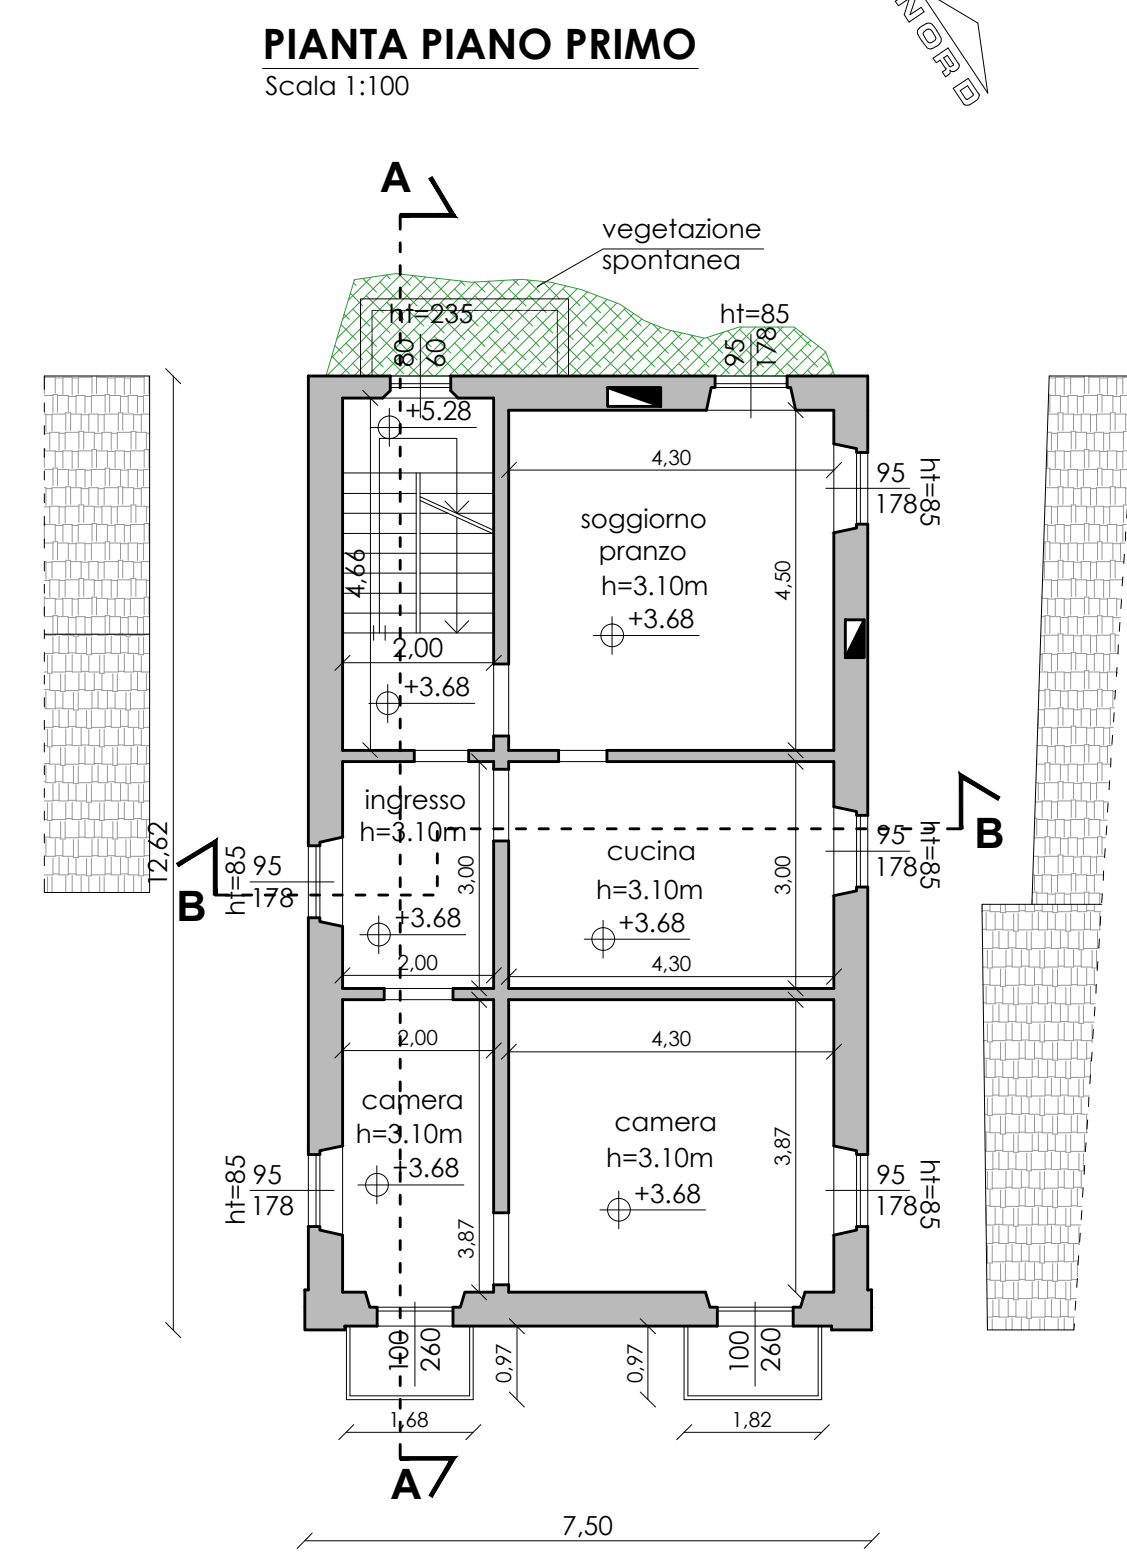 PIANTA PIANO PRIMO
Scala 1:100
NORD
A
vegetazione
spontanea
ht=235
80
60
ht=85
95
178
+5.28
4,30
95
178
ht=85
soggiorno
pranzo
h=3.10m
+3.68
4,66
4,50
2,00
+3.68
ingresso
h=3.10m
12,62
B
ht=85
95
178
3,00
+3.68
2,00
cucina
h=3.10m
+3.68
3,00
4,30
95
178
ht=85
B
2,00
4,30
camera
h=3.10m
+3.68
camera
h=3.10m
+3.68
3,87
ht=85
95
178
3,87
95
178
ht=85
100
260
0,97
0,97
100
260
1,68
1,82
A
7,50